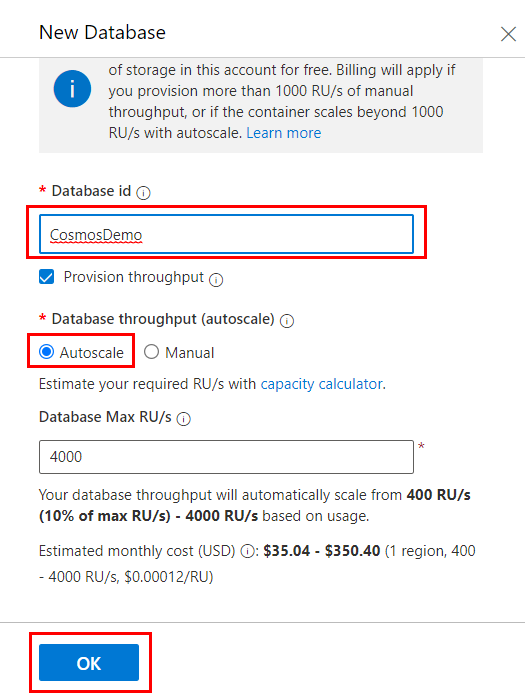 New Database
of storage in this account for free. Billing will apply if
you provision more than 1000 RU/s of manual
throughput, or if the container scales beyond 1000
RU/s with autoscale. Learn more
* Database id
CosmosDemo
Provision throughput
* Database throughput (autoscale)
Autoscale Manual
Estimate your required RU/s with capacity calculator.
Database Max RU/s
4000 *
Your database throughput will automatically scale from 400 RU/s
(10% of max RU/s) - 4000 RU/s based on usage.
Estimated monthly cost (USD) : $35.04 - $350.40 (1 region, 400
- 4000 RU/s, $0.00012/RU)
OK